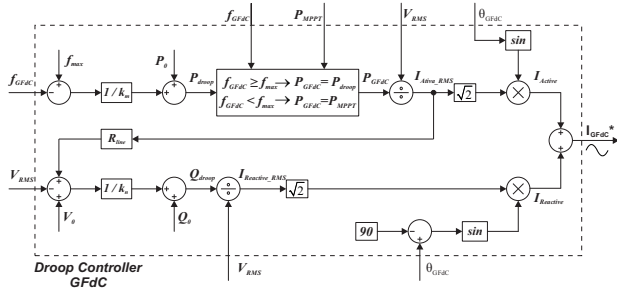 f_GFdC P_MPPT V_RMS θ_GFdC
f_max P_0 sin
f_GFdC 1/k_m P_droop f_GFdC ≥ f_max → P_GFdC = P_droop P_GFdC ÷ I_Ativa_RMS √2 × I_Active
f_GFdC < f_max → P_GFdC = P_MPPT
R_line I_GFdC*
V_RMS 1/k_n Q_droop ÷ I_Reactive_RMS √2 × I_Reactive
V_0 Q_0 90 sin
Droop Controller
GFdC
V_RMS θ_GFdC